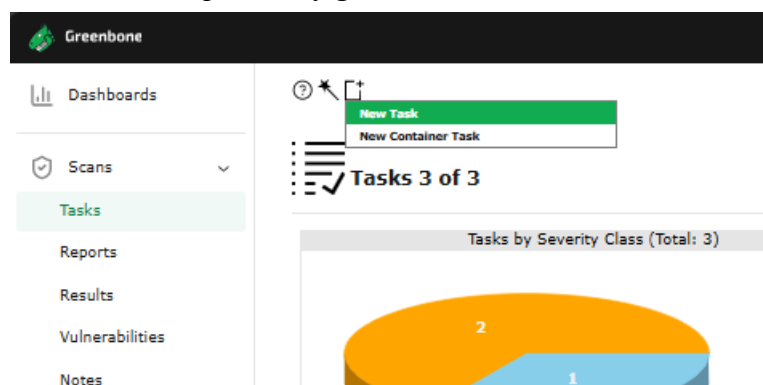 Greenbone
Dashboards
New Task
New Container Task
Scans
Tasks 3 of 3
Tasks
Reports
Tasks by Severity Class (Total: 3)
Results
Vulnerabilities
2
Notes
1